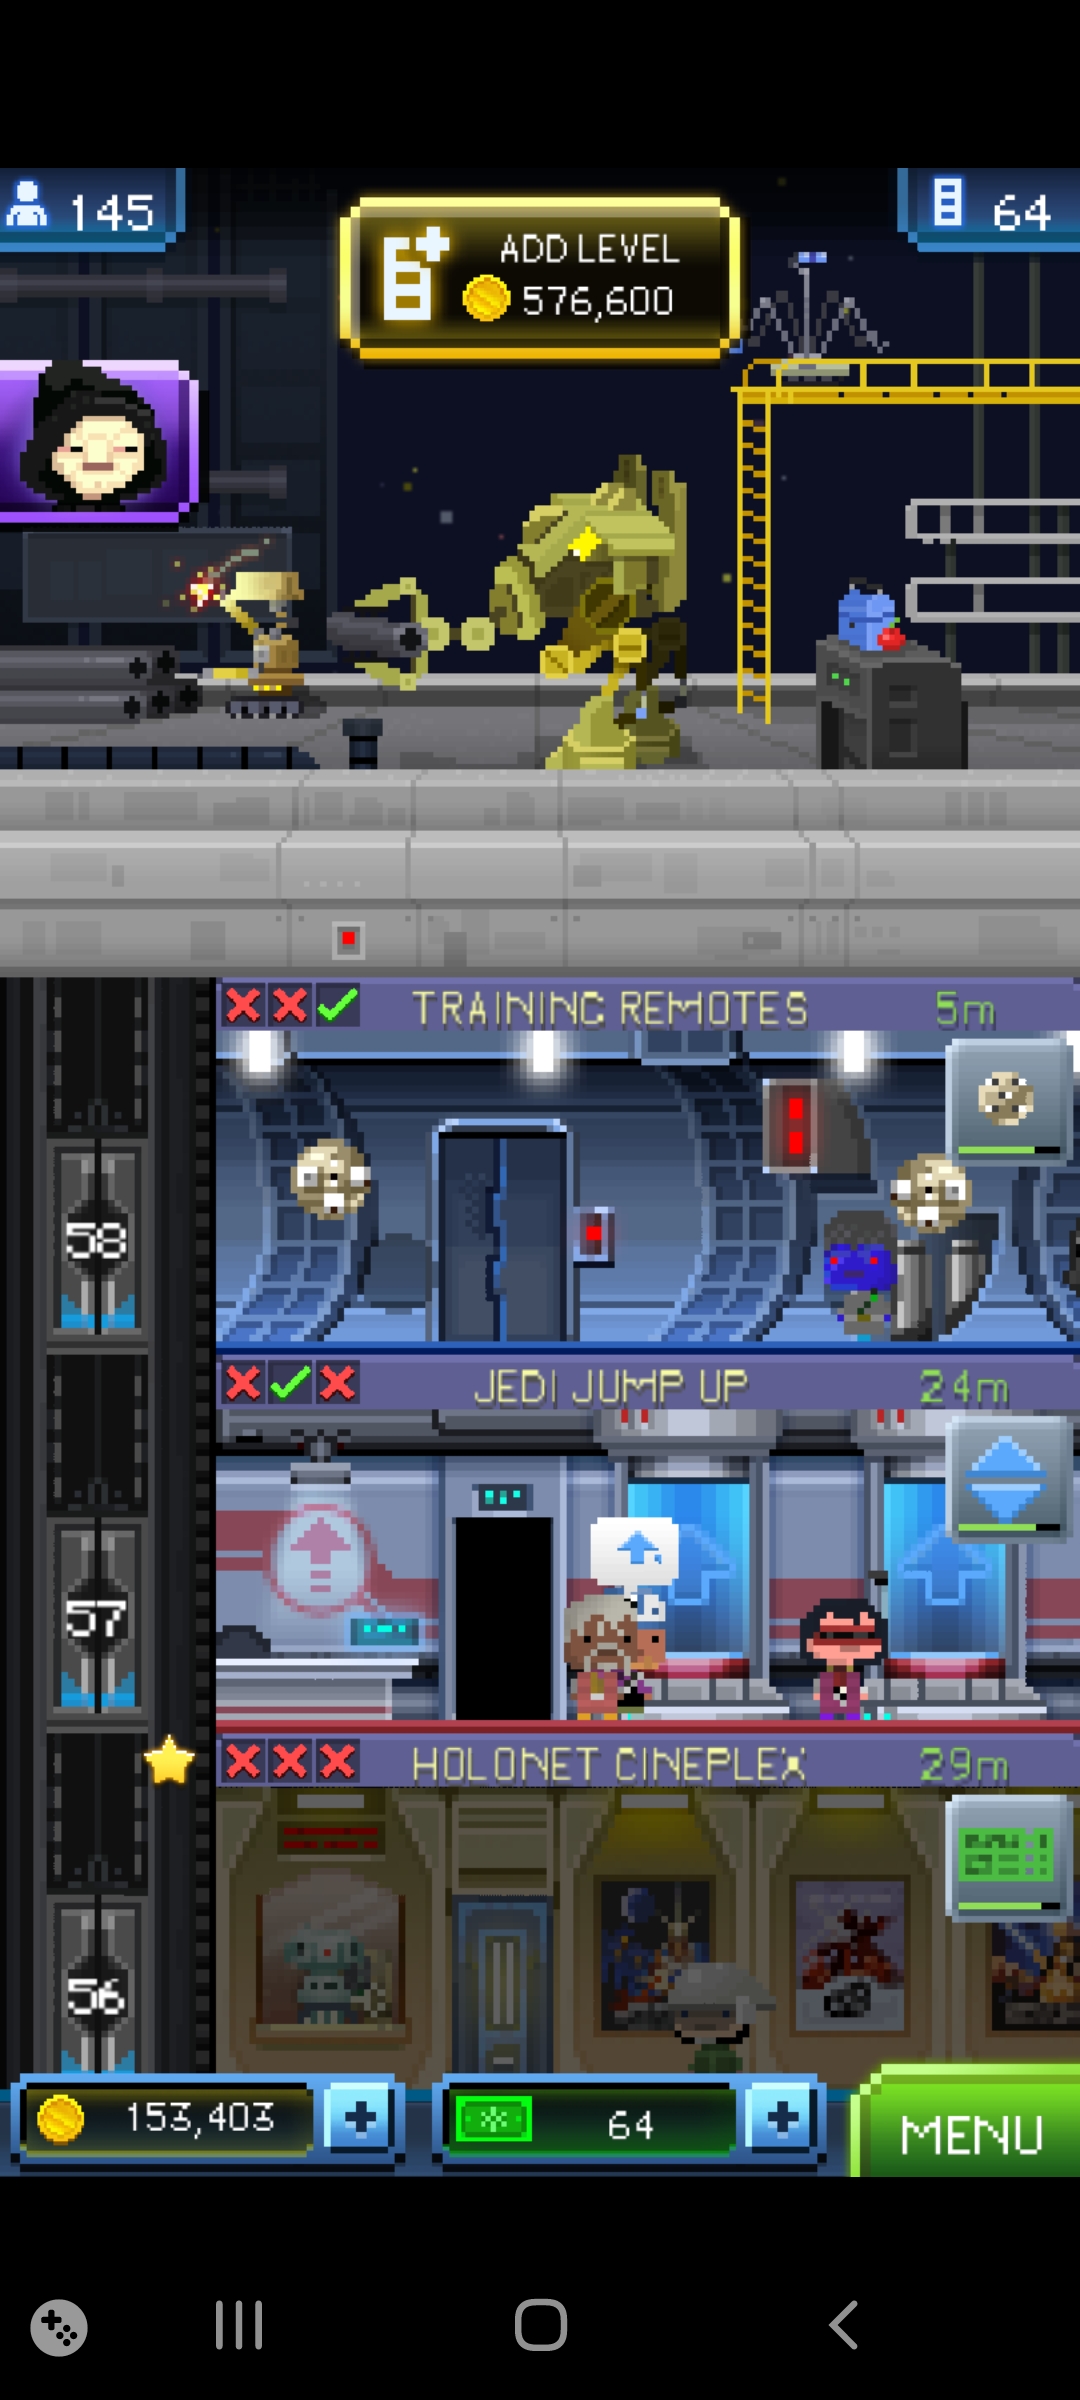 145
ADD LEVEL
576,600
64
TRAINING REMOTES 5m
58
JEDI JUMP UP 24m
57
HOLONET CINEPLEX 29m
56
153,403
64
MENU